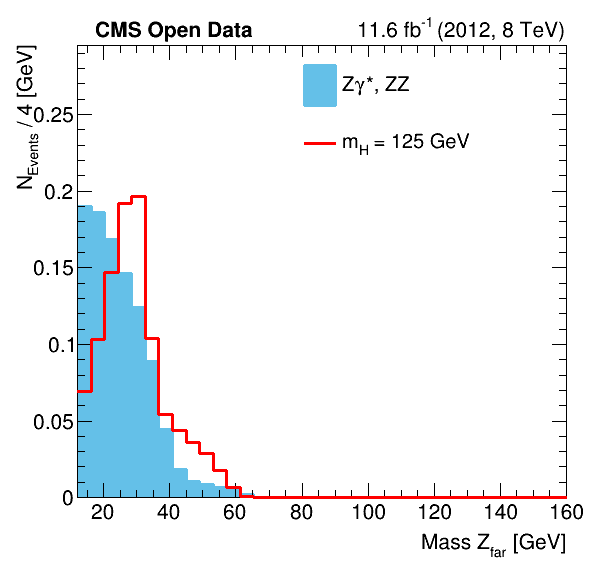 CMS Open Data
11.6 fb⁻¹ (2012, 8 TeV)
N_Events / 4 [GeV]
Zγ*, ZZ
m_H = 125 GeV
0.25
0.2
0.15
0.1
0.05
0
20 40 60 80 100 120 140 160
Mass Z_far [GeV]